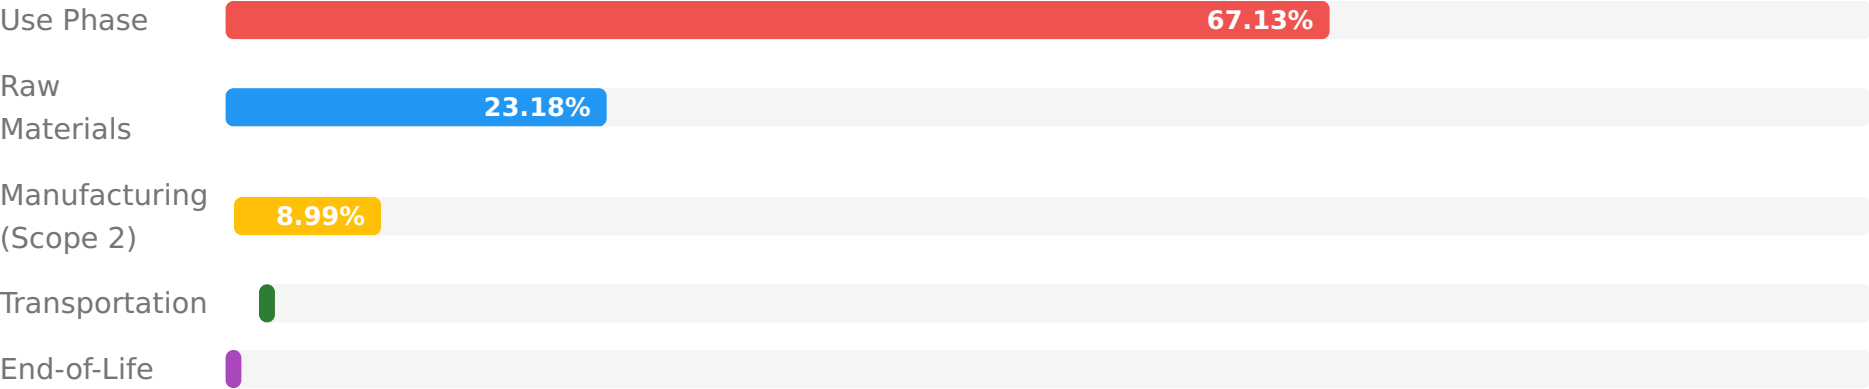 Use Phase
67.13%
Raw
Materials
23.18%
Manufacturing
(Scope 2)
8.99%
Transportation
End-of-Life